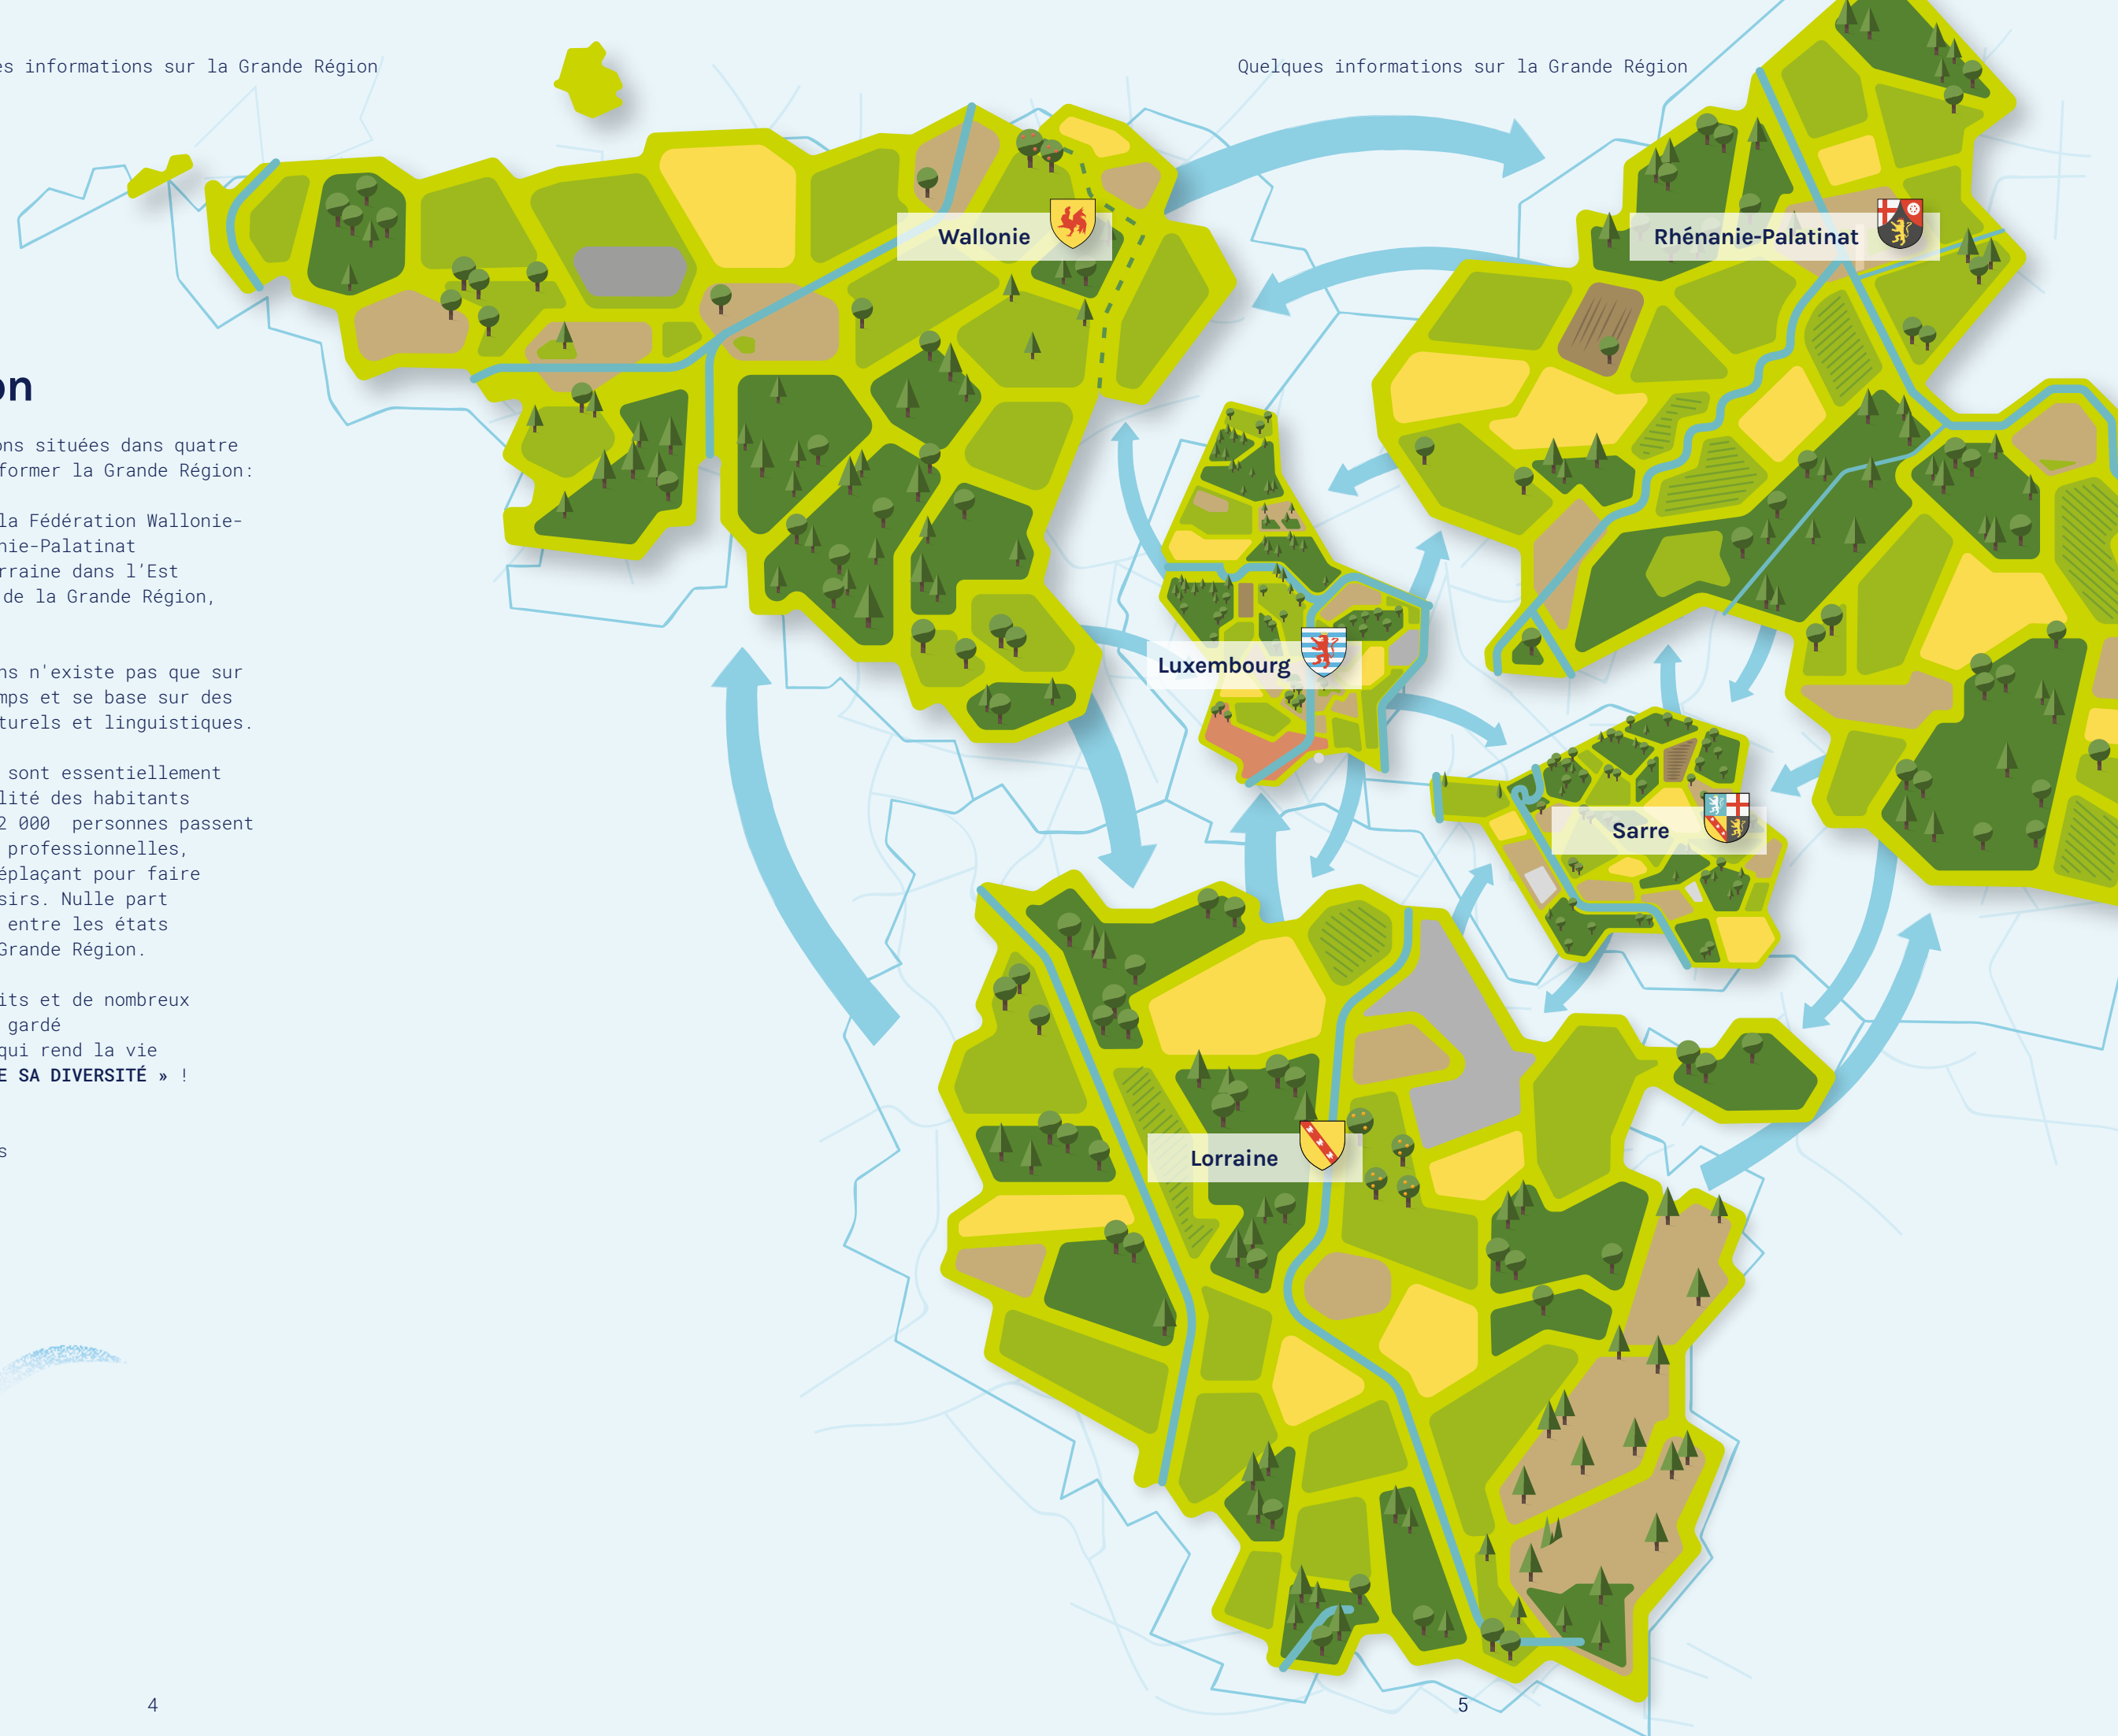 es informations sur la Grande Région
Quelques informations sur la Grande Région
Wallonie
Rhénanie-Palatinat
Luxembourg
Sarre
Lorraine
on
ons situées dans quatre
former la Grande Région:
la Fédération Wallonie-
nie-Palatinat
rraine dans l’Est
de la Grande Région,
ns n'existe pas que sur
mps et se base sur des
turels et linguistiques.
sont essentiellement
lité des habitants
2 000 personnes passent
professionnelles,
éplaçant pour faire
sirs. Nulle part
entre les états
Grande Région.
its et de nombreux
gardé
qui rend la vie
E SA DIVERSITÉ » !
s
4
5